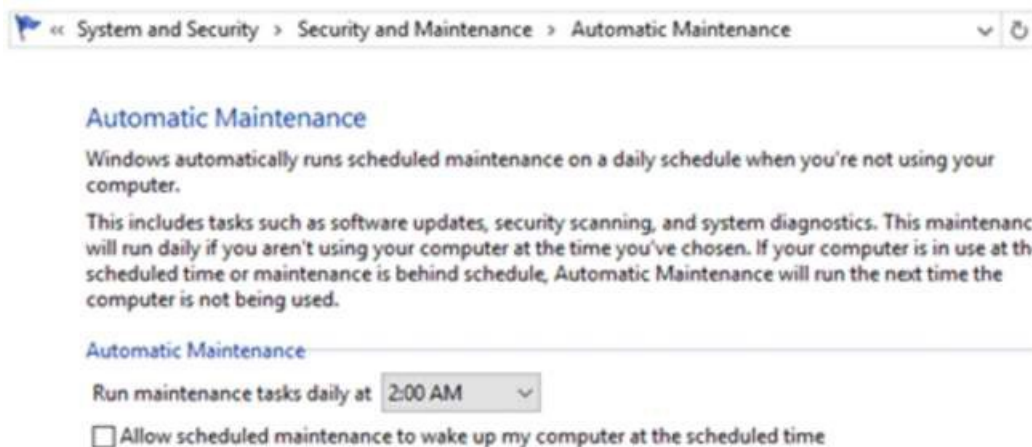 « System and Security > Security and Maintenance > Automatic Maintenance
Automatic Maintenance
Windows automatically runs scheduled maintenance on a daily schedule when you're not using your
computer.
This includes tasks such as software updates, security scanning, and system diagnostics. This maintenanc
will run daily if you aren't using your computer at the time you've chosen. If your computer is in use at th
scheduled time or maintenance is behind schedule, Automatic Maintenance will run the next time the
computer is not being used.
Automatic Maintenance
Run maintenance tasks daily at 2:00 AM
Allow scheduled maintenance to wake up my computer at the scheduled time